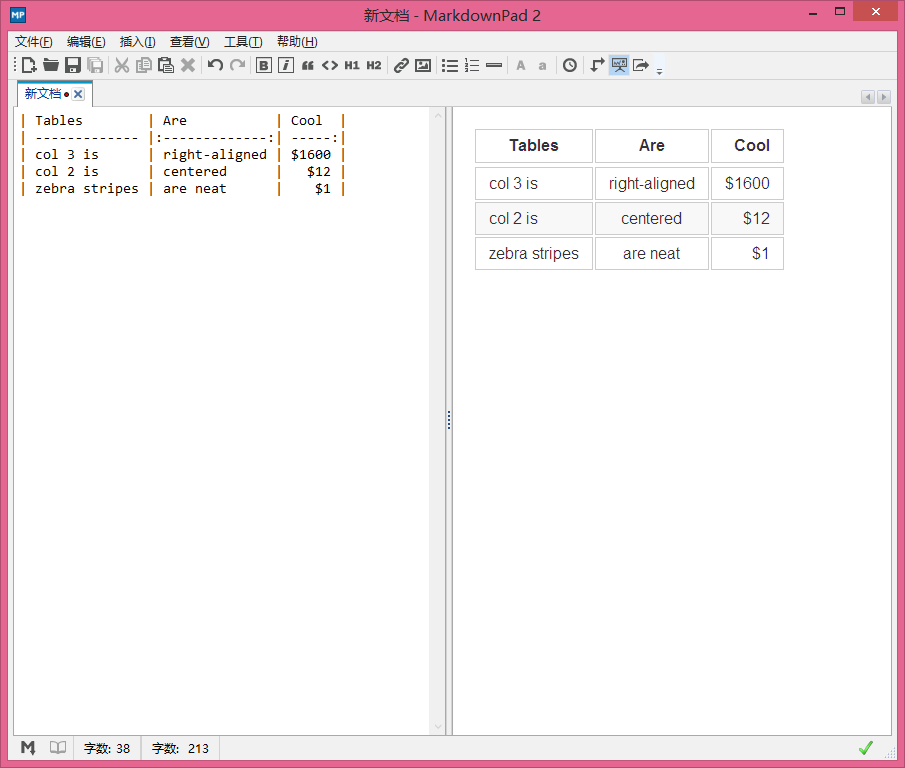 MP 新文档 - MarkdownPad 2
文件(F) 编辑(E) 插入(I) 查看(V) 工具(T) 帮助(H)
B i H1 H2 A a
新文档
| Tables        | Are           | Cool  |
| ------------- |:-------------:| -----:|
| col 3 is      | right-aligned | $1600 |
| col 2 is      | centered      |   $12 |
| zebra stripes | are neat      |    $1 |
Tables Are Cool
col 3 is right-aligned $1600
col 2 is centered $12
zebra stripes are neat $1
M 字数: 38 字数: 213